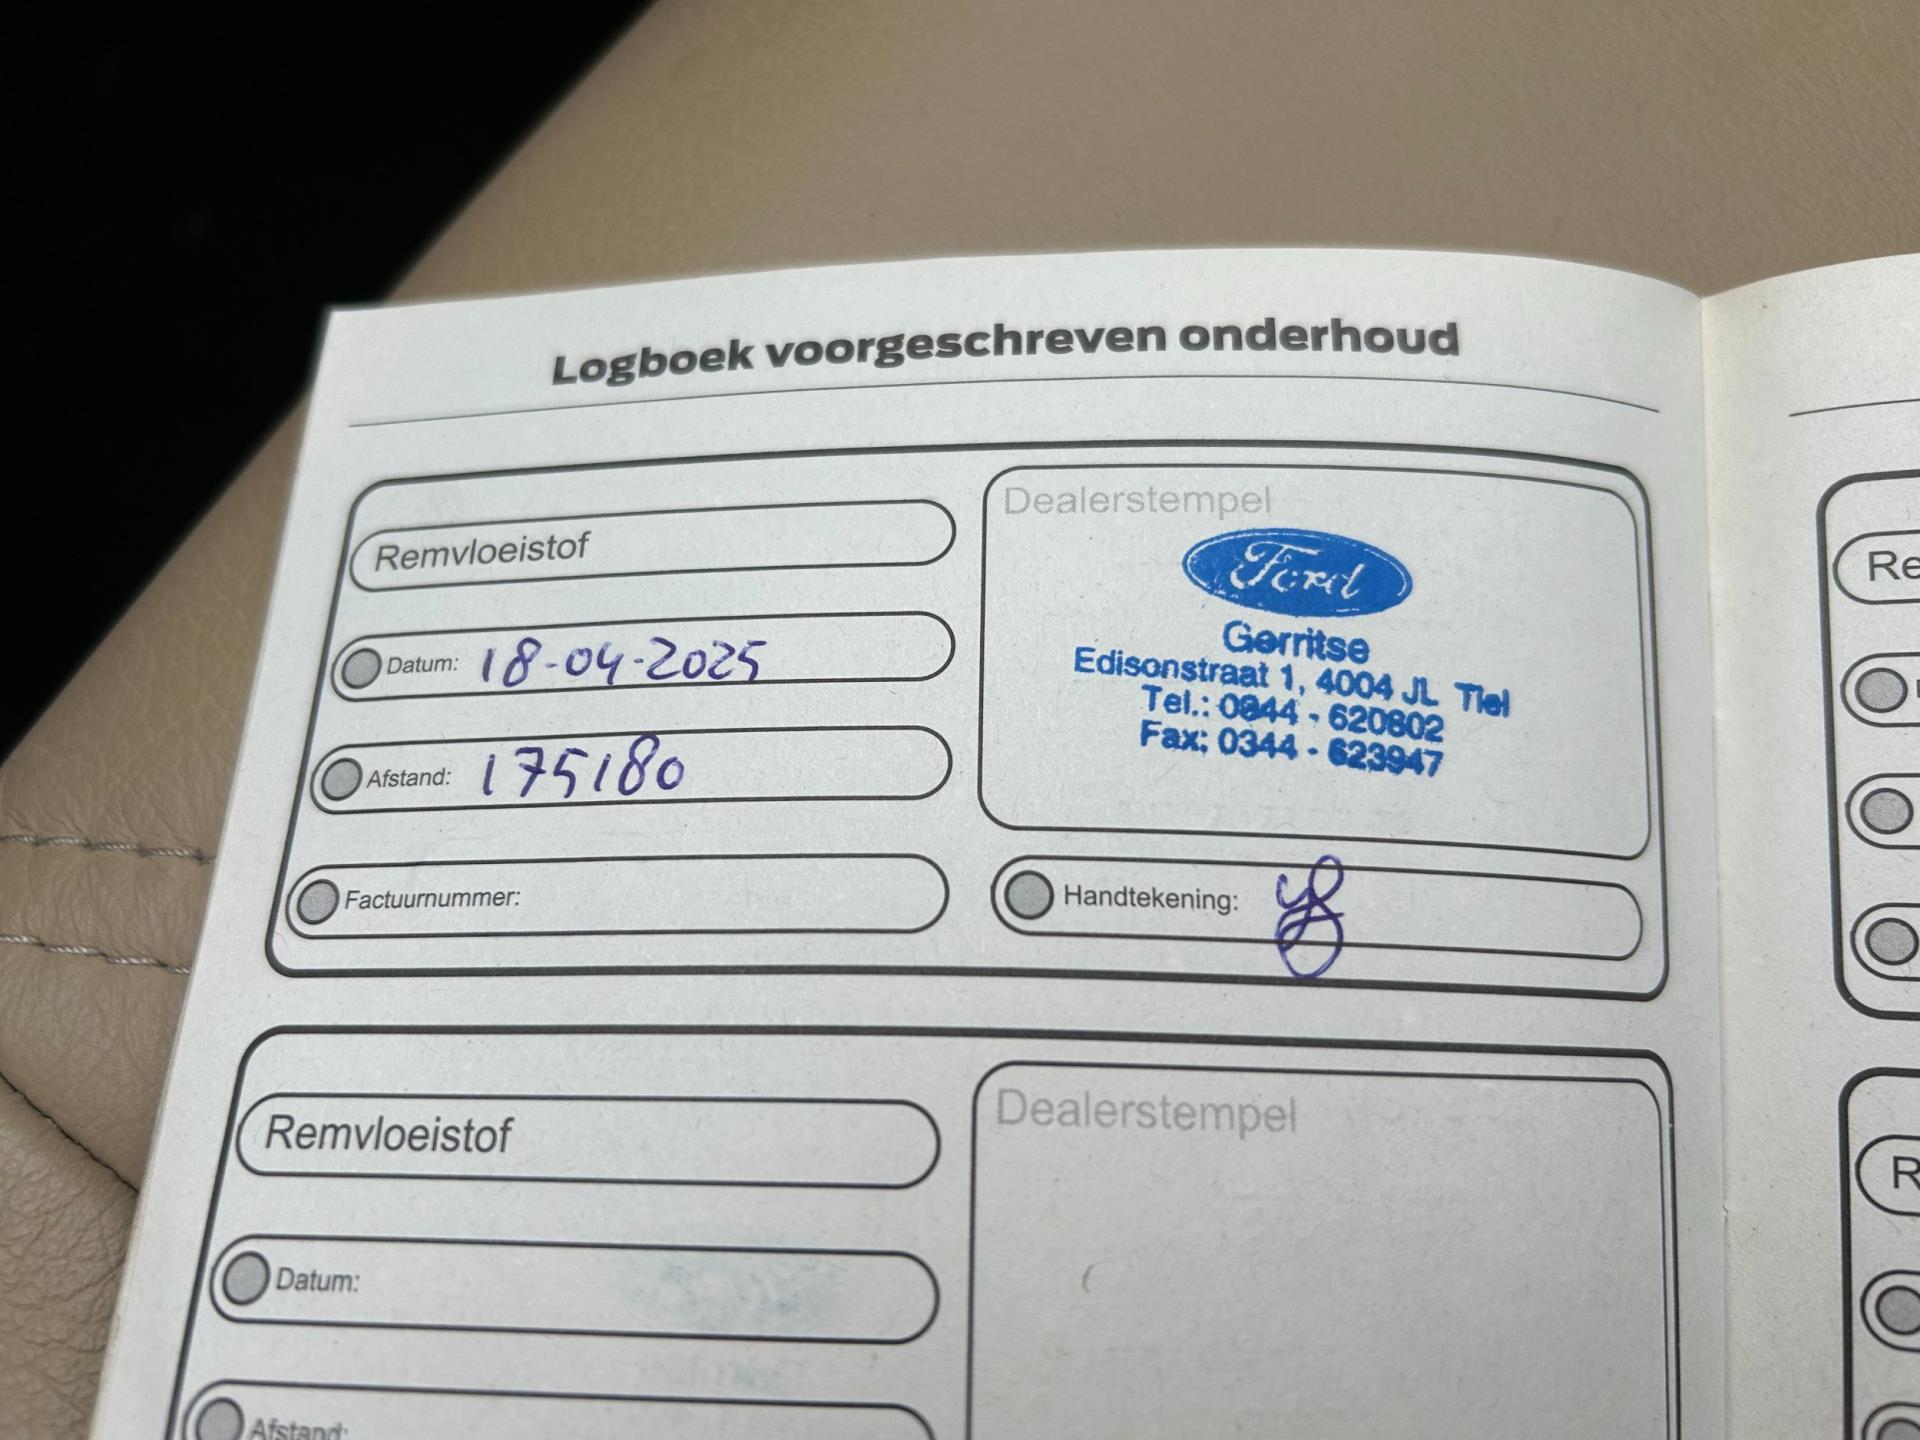 Logboek voorgeschreven onderhoud
Remvloeistof
Datum: 18-04-2025
Afstand: 175180
Factuurnummer:
Dealerstempel
Ford
Gerritse
Edisonstraat 1, 4004 JL Tiel
Tel.: 0344 - 620802
Fax: 0344 - 623947
Handtekening:
Remvloeistof
Datum:
Afstand:
Dealerstempel
Re
R